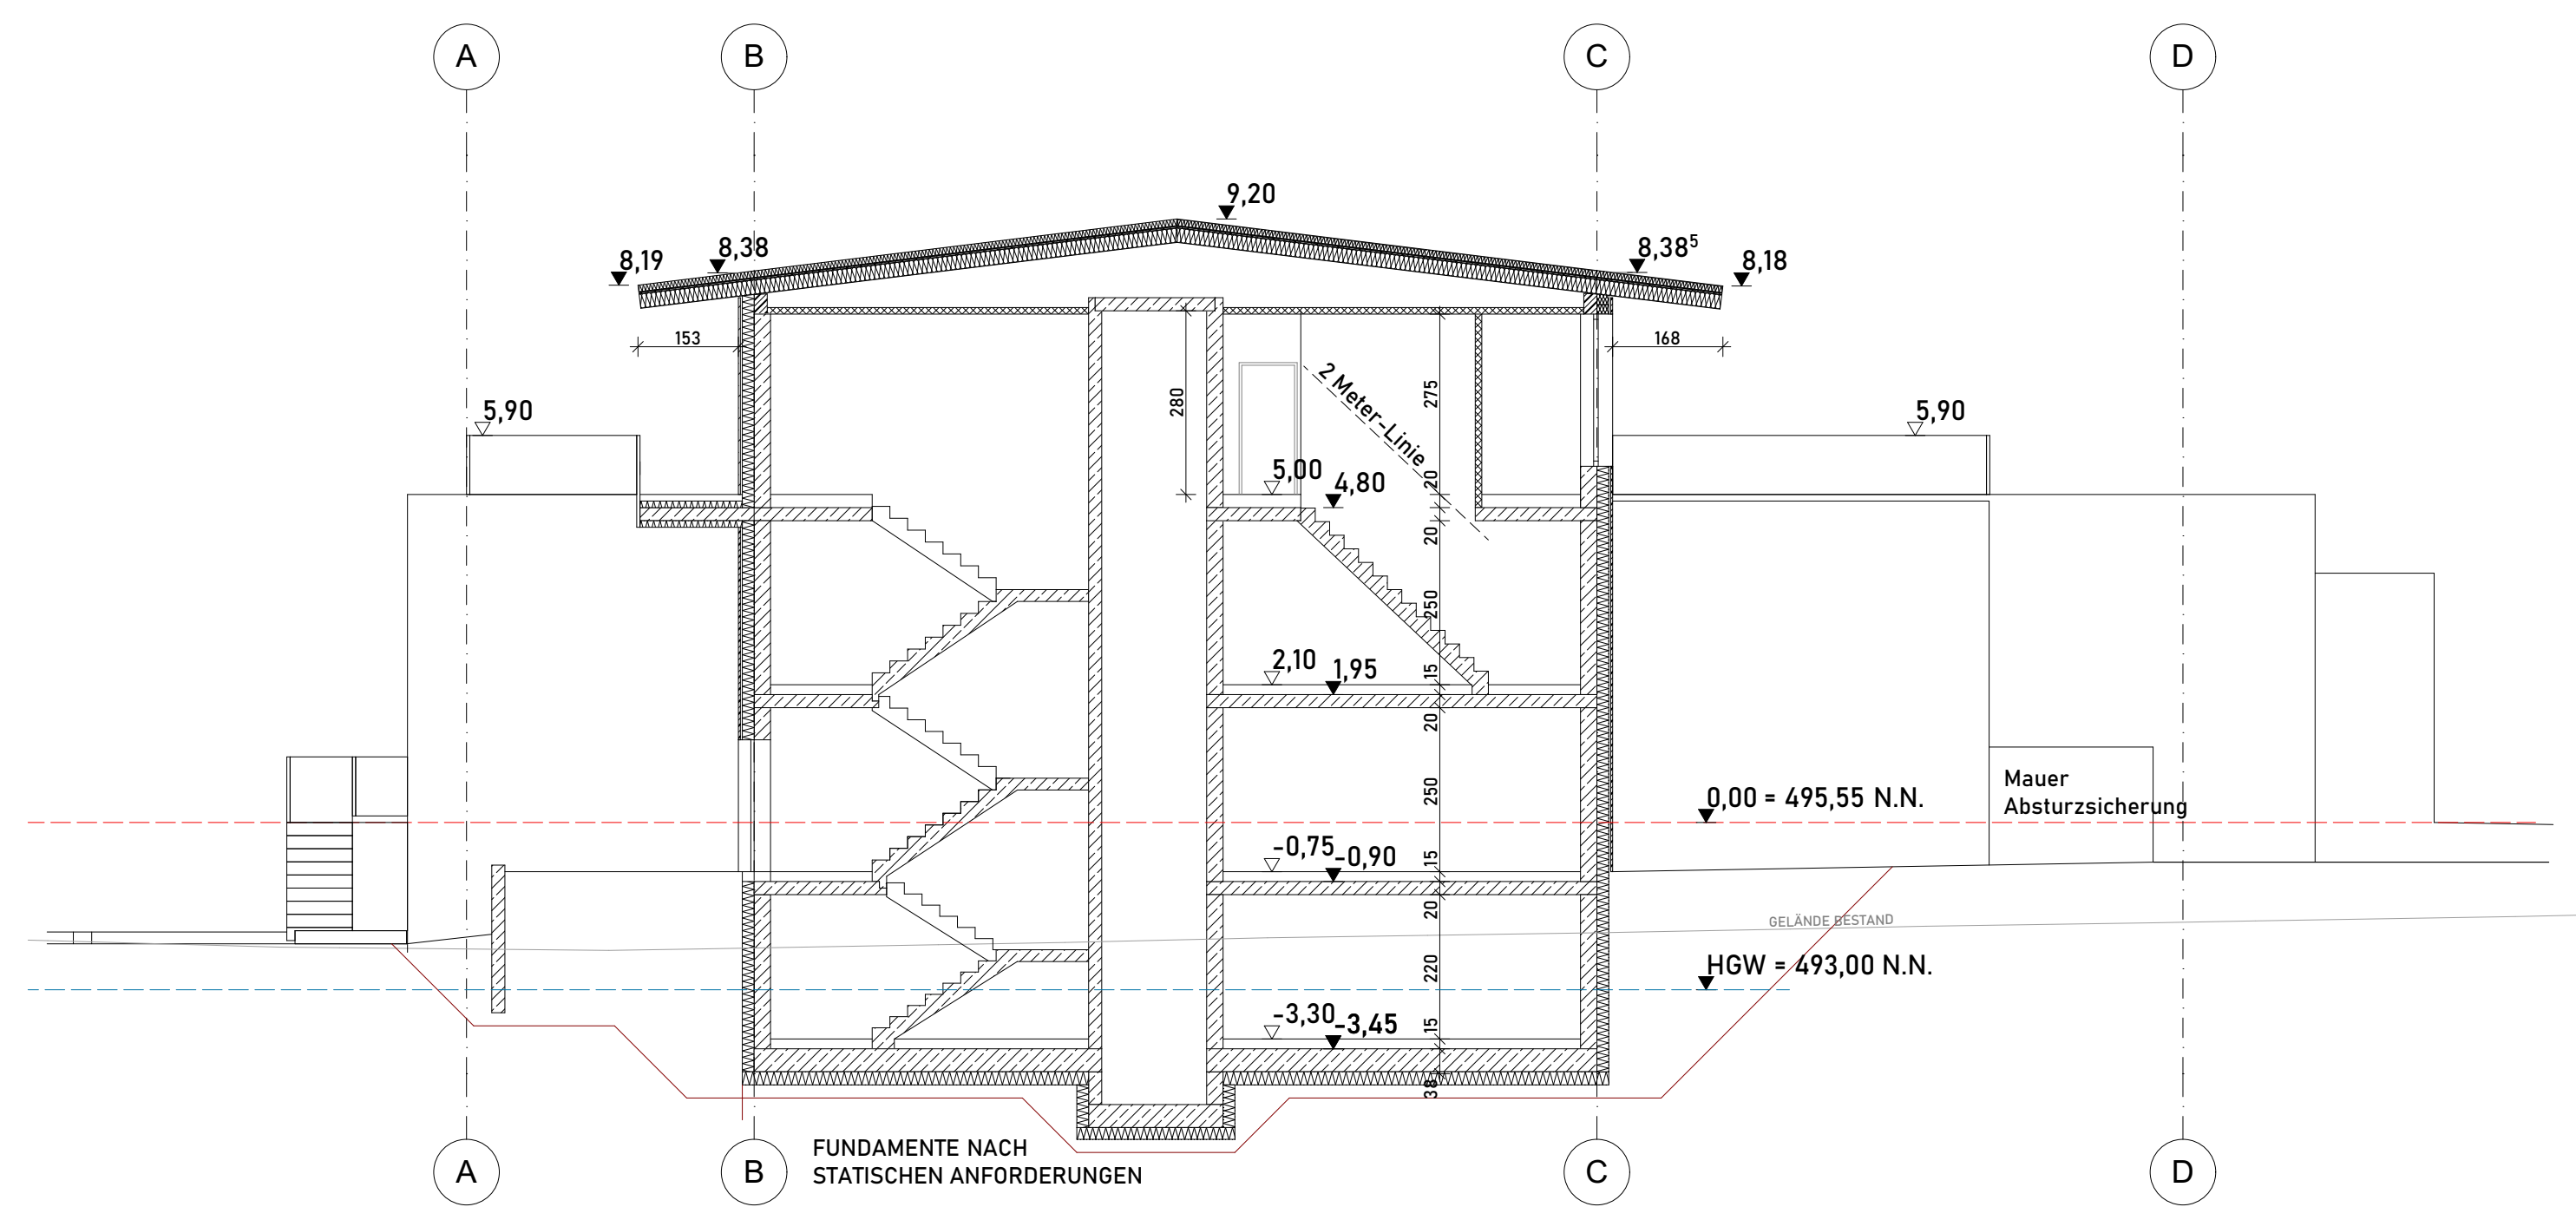 A
B
C
D
9,20
8,19
8,38
8,38⁵
8,18
153
168
280
275
2 Meter-Linie
5,90
5,90
5,00
4,80
20
20
250
2,10
1,95
15
20
250
Mauer
Absturzsicherung
0,00 = 495,55 N.N.
-0,75
-0,90
15
20
GELÄNDE BESTAND
220
HGW = 493,00 N.N.
-3,30
-3,45
15
38
FUNDAMENTE NACH
STATISCHEN ANFORDERUNGEN
A
B
C
D